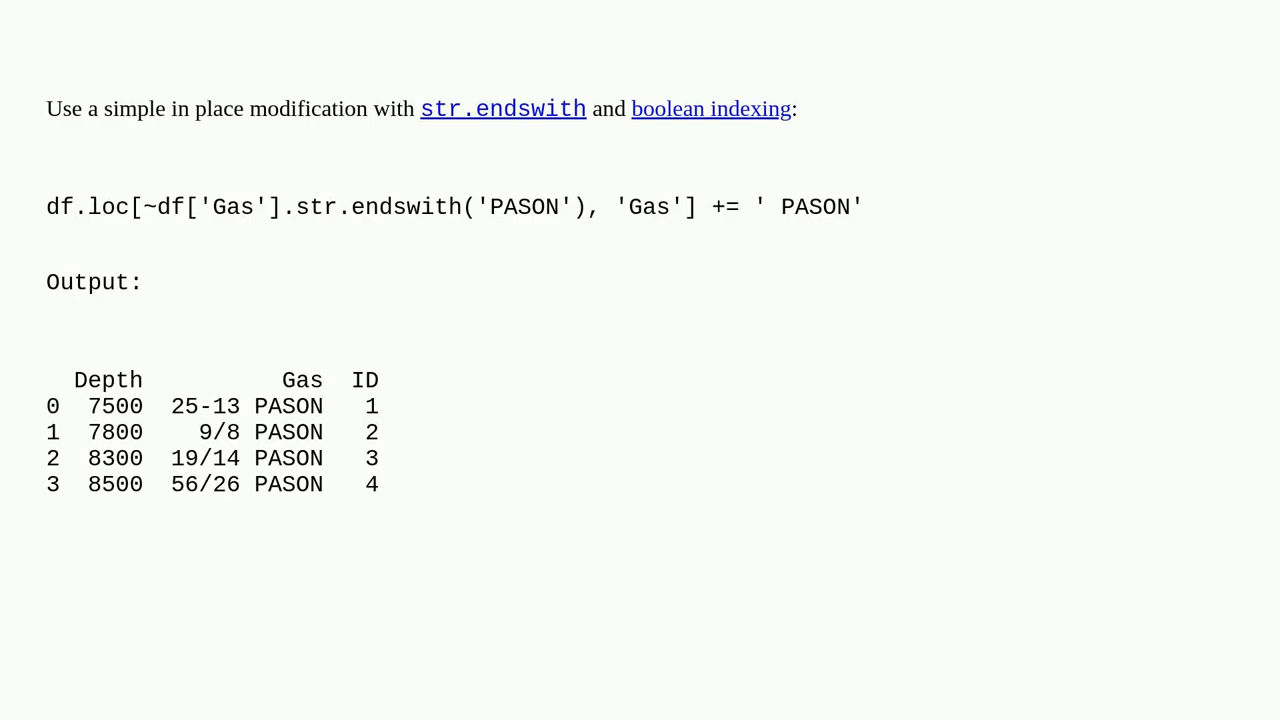 Use a simple in place modification with str.endswith and boolean indexing:
df.loc[~df['Gas'].str.endswith('PASON'), 'Gas'] += ' PASON'
Output:
  Depth          Gas  ID
0  7500  25-13 PASON   1
1  7800    9/8 PASON   2
2  8300  19/14 PASON   3
3  8500  56/26 PASON   4